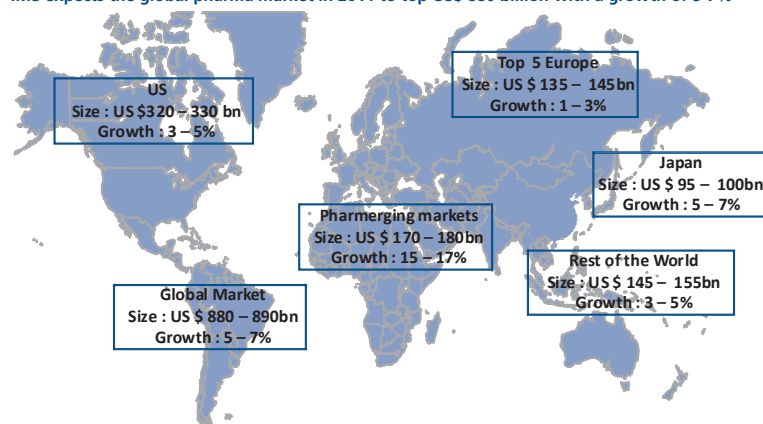 US
Size : US $320 – 330 bn
Growth : 3 – 5%
Top 5 Europe
Size : US $ 135 – 145bn
Growth : 1 – 3%
Japan
Size : US $ 95 – 100bn
Growth : 5 – 7%
Pharmerging markets
Size : US $ 170 – 180bn
Growth : 15 – 17%
Rest of the World
Size : US $ 145 – 155bn
Growth : 3 – 5%
Global Market
Size : US $ 880 – 890bn
Growth : 5 – 7%